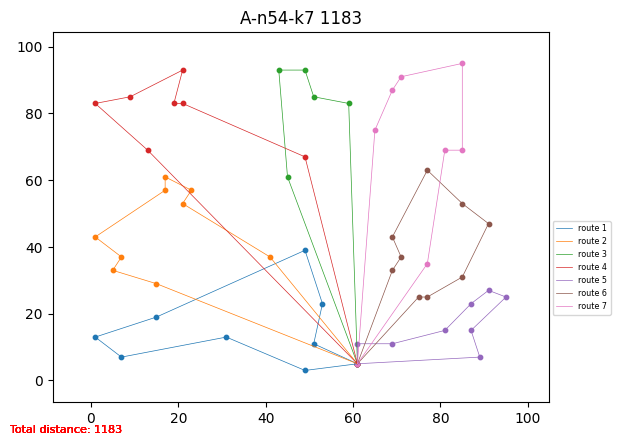 A-n54-k7 1183
100
80
60
40
20
0
0 20 40 60 80 100
route 1
route 2
route 3
route 4
route 5
route 6
route 7
Total distance: 1183